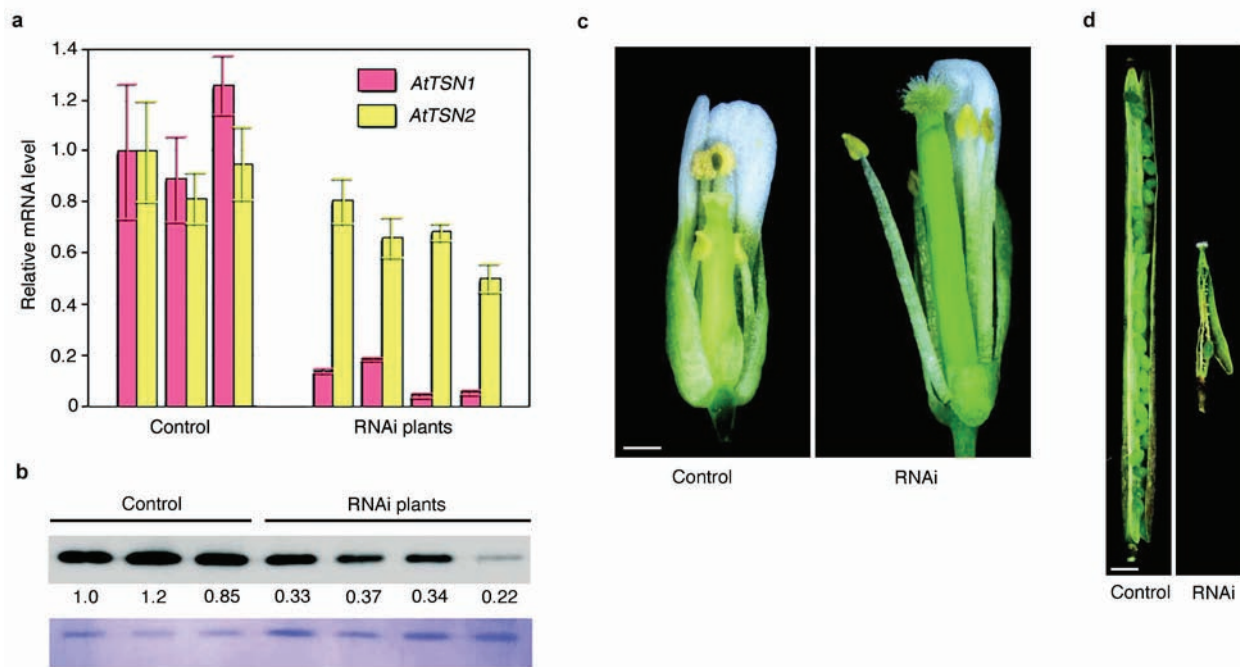 a
Relative mRNA level
1.4
1.2
1.0
0.8
0.6
0.4
0.2
0
AtTSN1
AtTSN2
Control RNAi plants
b
Control RNAi plants
1.0 1.2 0.85 0.33 0.37 0.34 0.22
c
Control RNAi
d
Control RNAi